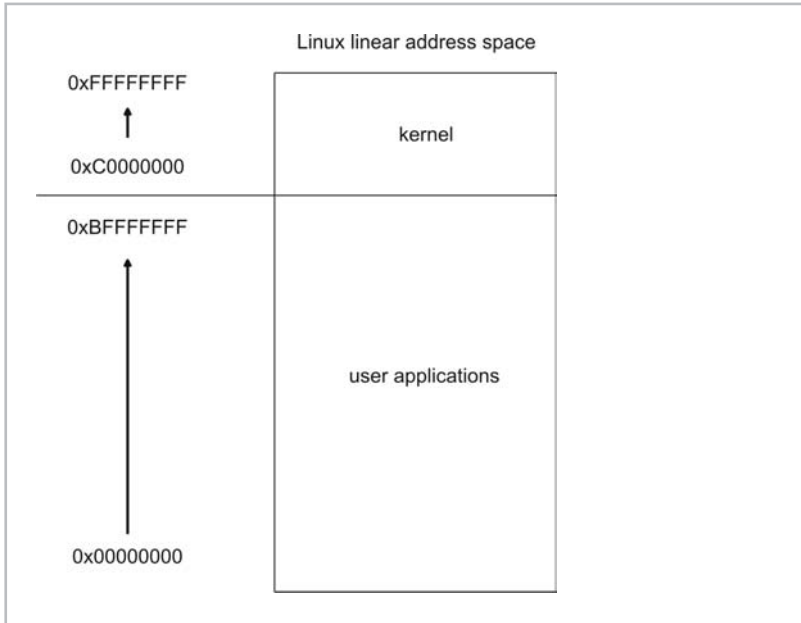 Linux linear address space
0xFFFFFFFF
kernel
0xC0000000
0xBFFFFFFF
user applications
0x00000000